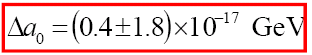 Δa₀ = (0.4±1.8)×10⁻¹⁷ GeV